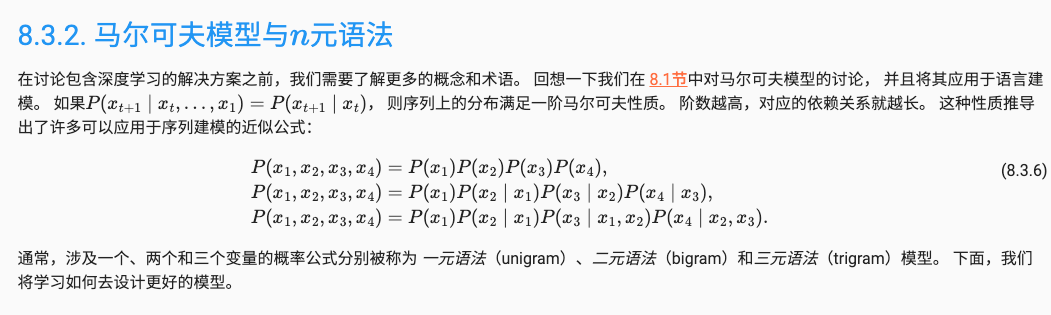 8.3.2. 马尔可夫模型与n元语法
在讨论包含深度学习的解决方案之前，我们需要了解更多的概念和术语。 回想一下我们在 8.1节中对马尔可夫模型的讨论， 并且将其应用于语言建
模。 如果P(x_{t+1} | x_t, …, x_1) = P(x_{t+1} | x_t)， 则序列上的分布满足一阶马尔可夫性质。 阶数越高，对应的依赖关系就越长。 这种性质推导
出了许多可以应用于序列建模的近似公式：
P(x_1, x_2, x_3, x_4) = P(x_1)P(x_2)P(x_3)P(x_4),
(8.3.6)
P(x_1, x_2, x_3, x_4) = P(x_1)P(x_2 | x_1)P(x_3 | x_2)P(x_4 | x_3),
P(x_1, x_2, x_3, x_4) = P(x_1)P(x_2 | x_1)P(x_3 | x_1, x_2)P(x_4 | x_2, x_3).
通常，涉及一个、两个和三个变量的概率公式分别被称为 一元语法（unigram）、二元语法（bigram）和三元语法（trigram）模型。 下面，我们
将学习如何去设计更好的模型。